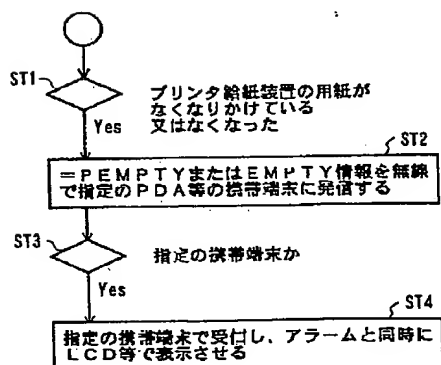 ST1
プリンタ給紙装置の用紙が
なくなりかけている
又はなくなった
Yes
ST2
=PEMPTYまたはEMPTY情報を無線
で指定のPDA等の携帯端末に発信する
ST3
指定の携帯端末か
Yes
ST4
指定の携帯端末で受付し、アラームと同時に
LCD等で表示させる